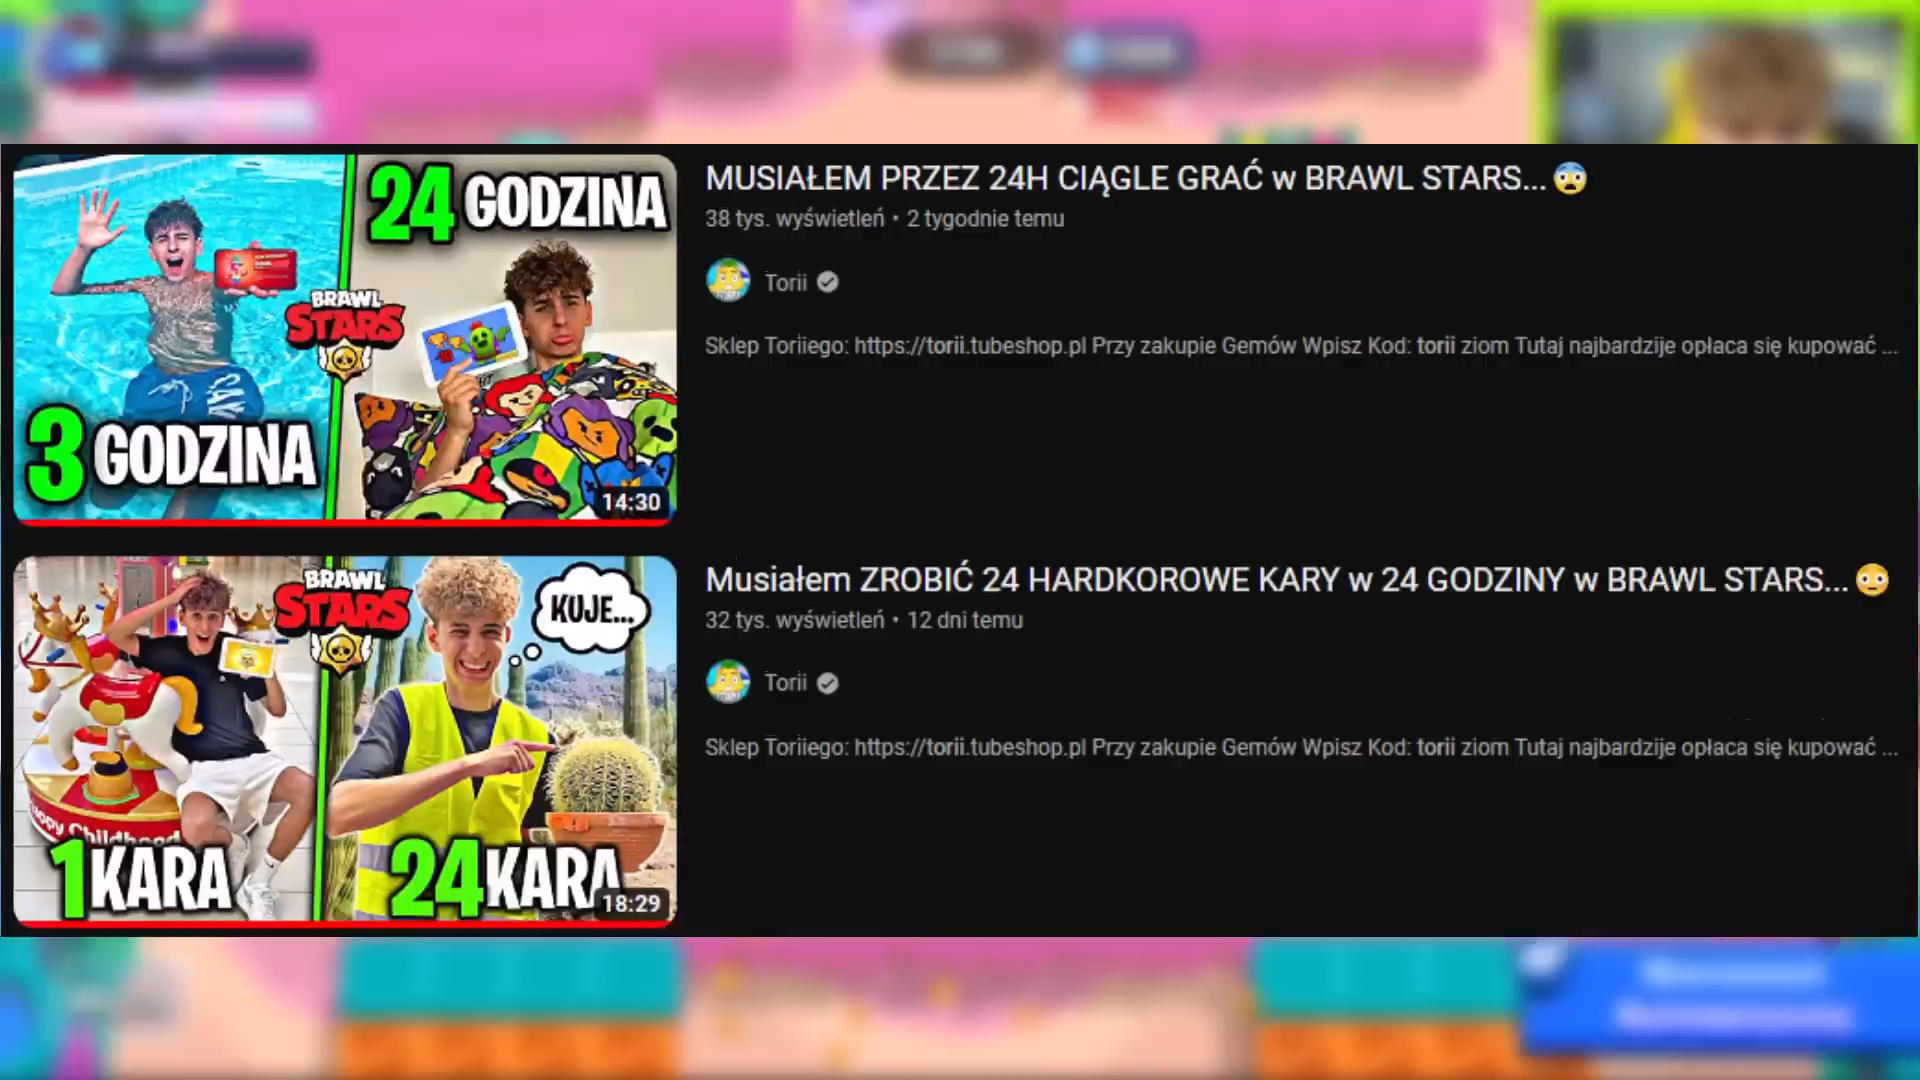 24 GODZINA
BRAWL
STARS
3 GODZINA
14:30
MUSIAŁEM PRZEZ 24H CIĄGLE GRAĆ w BRAWL STARS...😨
38 tys. wyświetleń • 2 tygodnie temu
Torii
Sklep Toriiego: https://torii.tubeshop.pl Przy zakupie Gemów Wpisz Kod: torii ziom Tutaj najbardzije opłaca się kupować ...
BRAWL
STARS
KUJE...
Happy Childhood
1 KARA
24 KARA
18:29
Musiałem ZROBIĆ 24 HARDKOROWE KARY w 24 GODZINY w BRAWL STARS...😳
32 tys. wyświetleń • 12 dni temu
Torii
Sklep Toriiego: https://torii.tubeshop.pl Przy zakupie Gemów Wpisz Kod: torii ziom Tutaj najbardzije opłaca się kupować ...